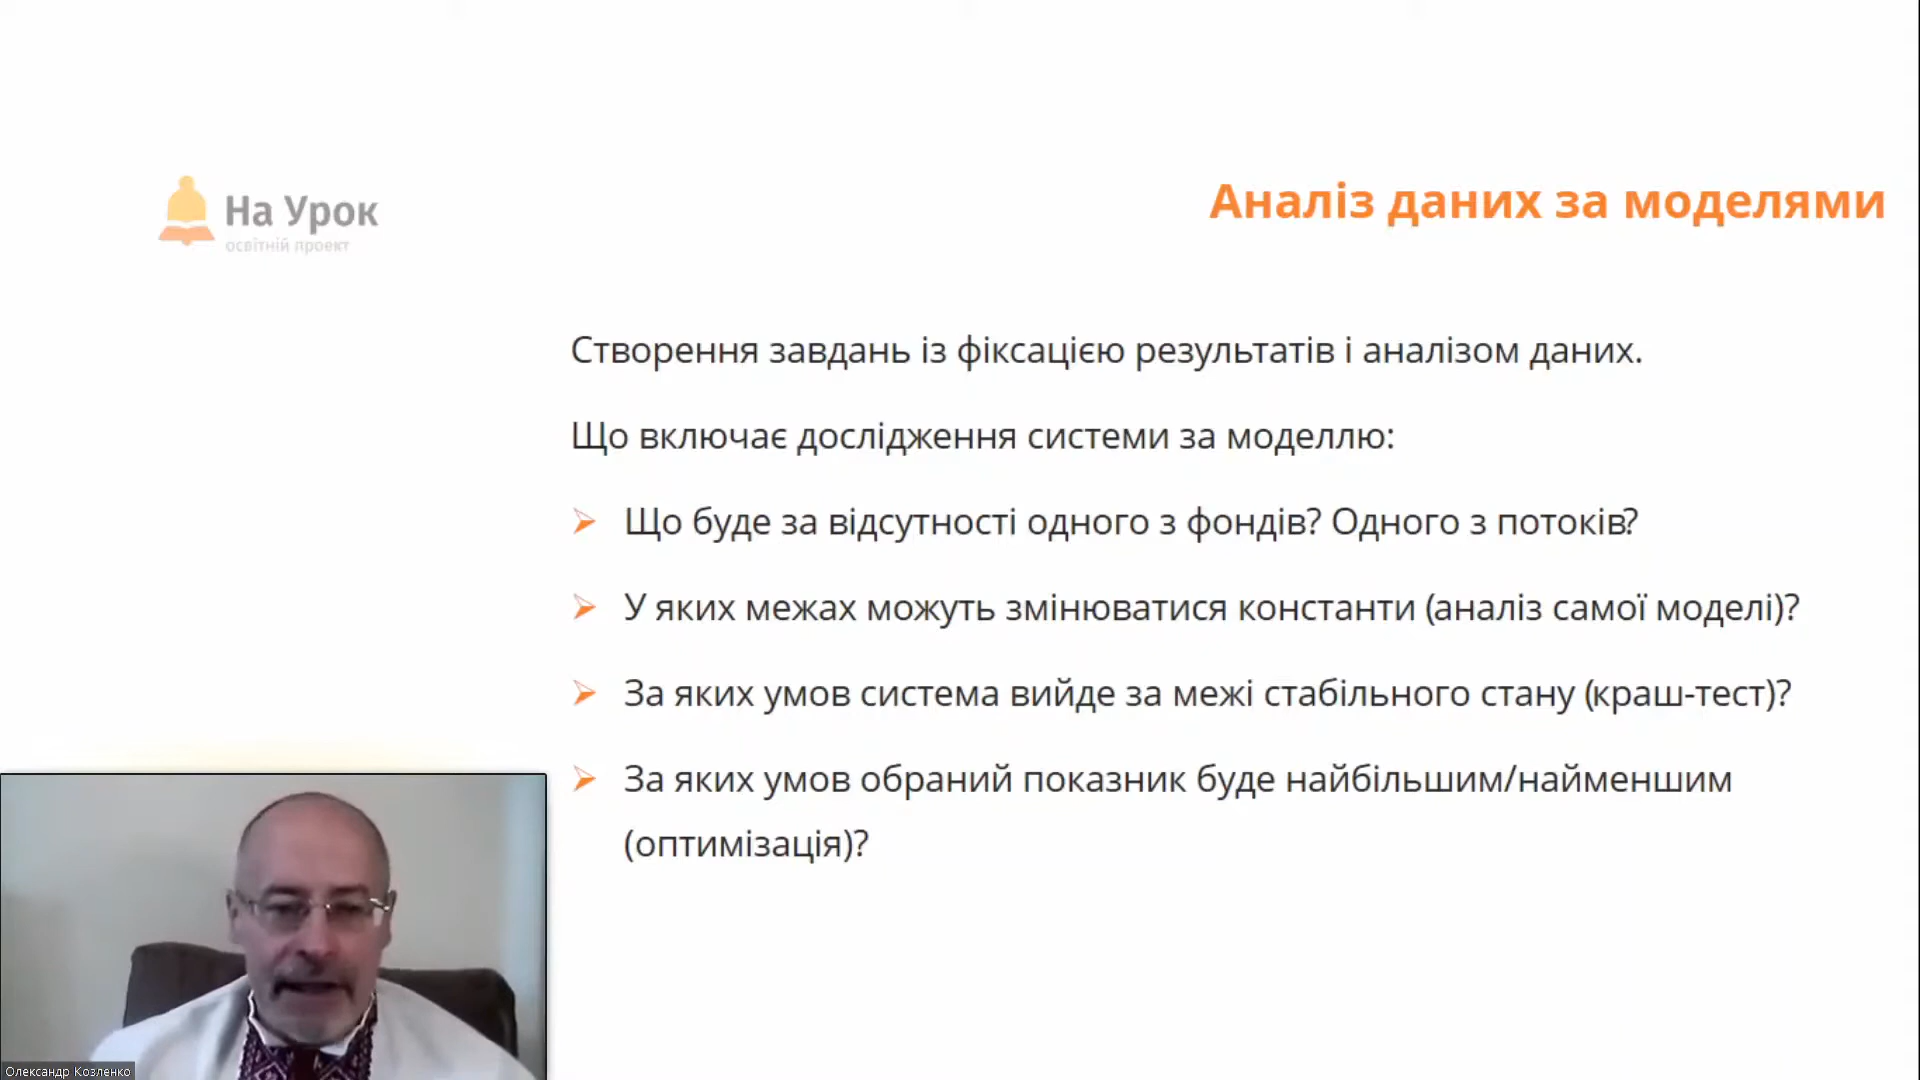 На Урок
освітній проект
Аналіз даних за моделями
Створення завдань із фіксацією результатів і аналізом даних.
Що включає дослідження системи за моделлю:
Що буде за відсутності одного з фондів? Одного з потоків?
У яких межах можуть змінюватися константи (аналіз самої моделі)?
За яких умов система вийде за межі стабільного стану (краш-тест)?
За яких умов обраний показник буде найбільшим/найменшим
(оптимізація)?
Олександр Козленко